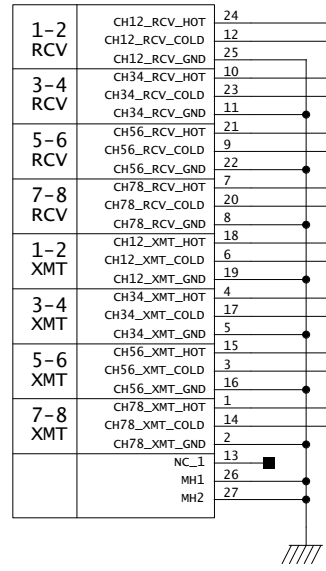 1-2
RCV
CH12_RCV_HOT 24
CH12_RCV_COLD 12
CH12_RCV_GND 25
3-4
RCV
CH34_RCV_HOT 10
CH34_RCV_COLD 23
CH34_RCV_GND 11
5-6
RCV
CH56_RCV_HOT 21
CH56_RCV_COLD 9
CH56_RCV_GND 22
7-8
RCV
CH78_RCV_HOT 7
CH78_RCV_COLD 20
CH78_RCV_GND 8
1-2
XMT
CH12_XMT_HOT 18
CH12_XMT_COLD 6
CH12_XMT_GND 19
3-4
XMT
CH34_XMT_HOT 4
CH34_XMT_COLD 17
CH34_XMT_GND 5
5-6
XMT
CH56_XMT_HOT 15
CH56_XMT_COLD 3
CH56_XMT_GND 16
7-8
XMT
CH78_XMT_HOT 1
CH78_XMT_COLD 14
CH78_XMT_GND 2
NC_1 13
MH1 26
MH2 27